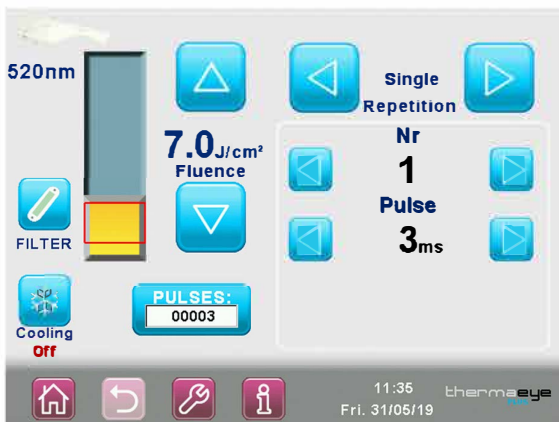 520nm
7.0J/cm²
Fluence
FILTER
Cooling
Off
PULSES:
00003
Single
Repetition
Nr
1
Pulse
3ms
11:35
Fri. 31/05/19
thermaeye